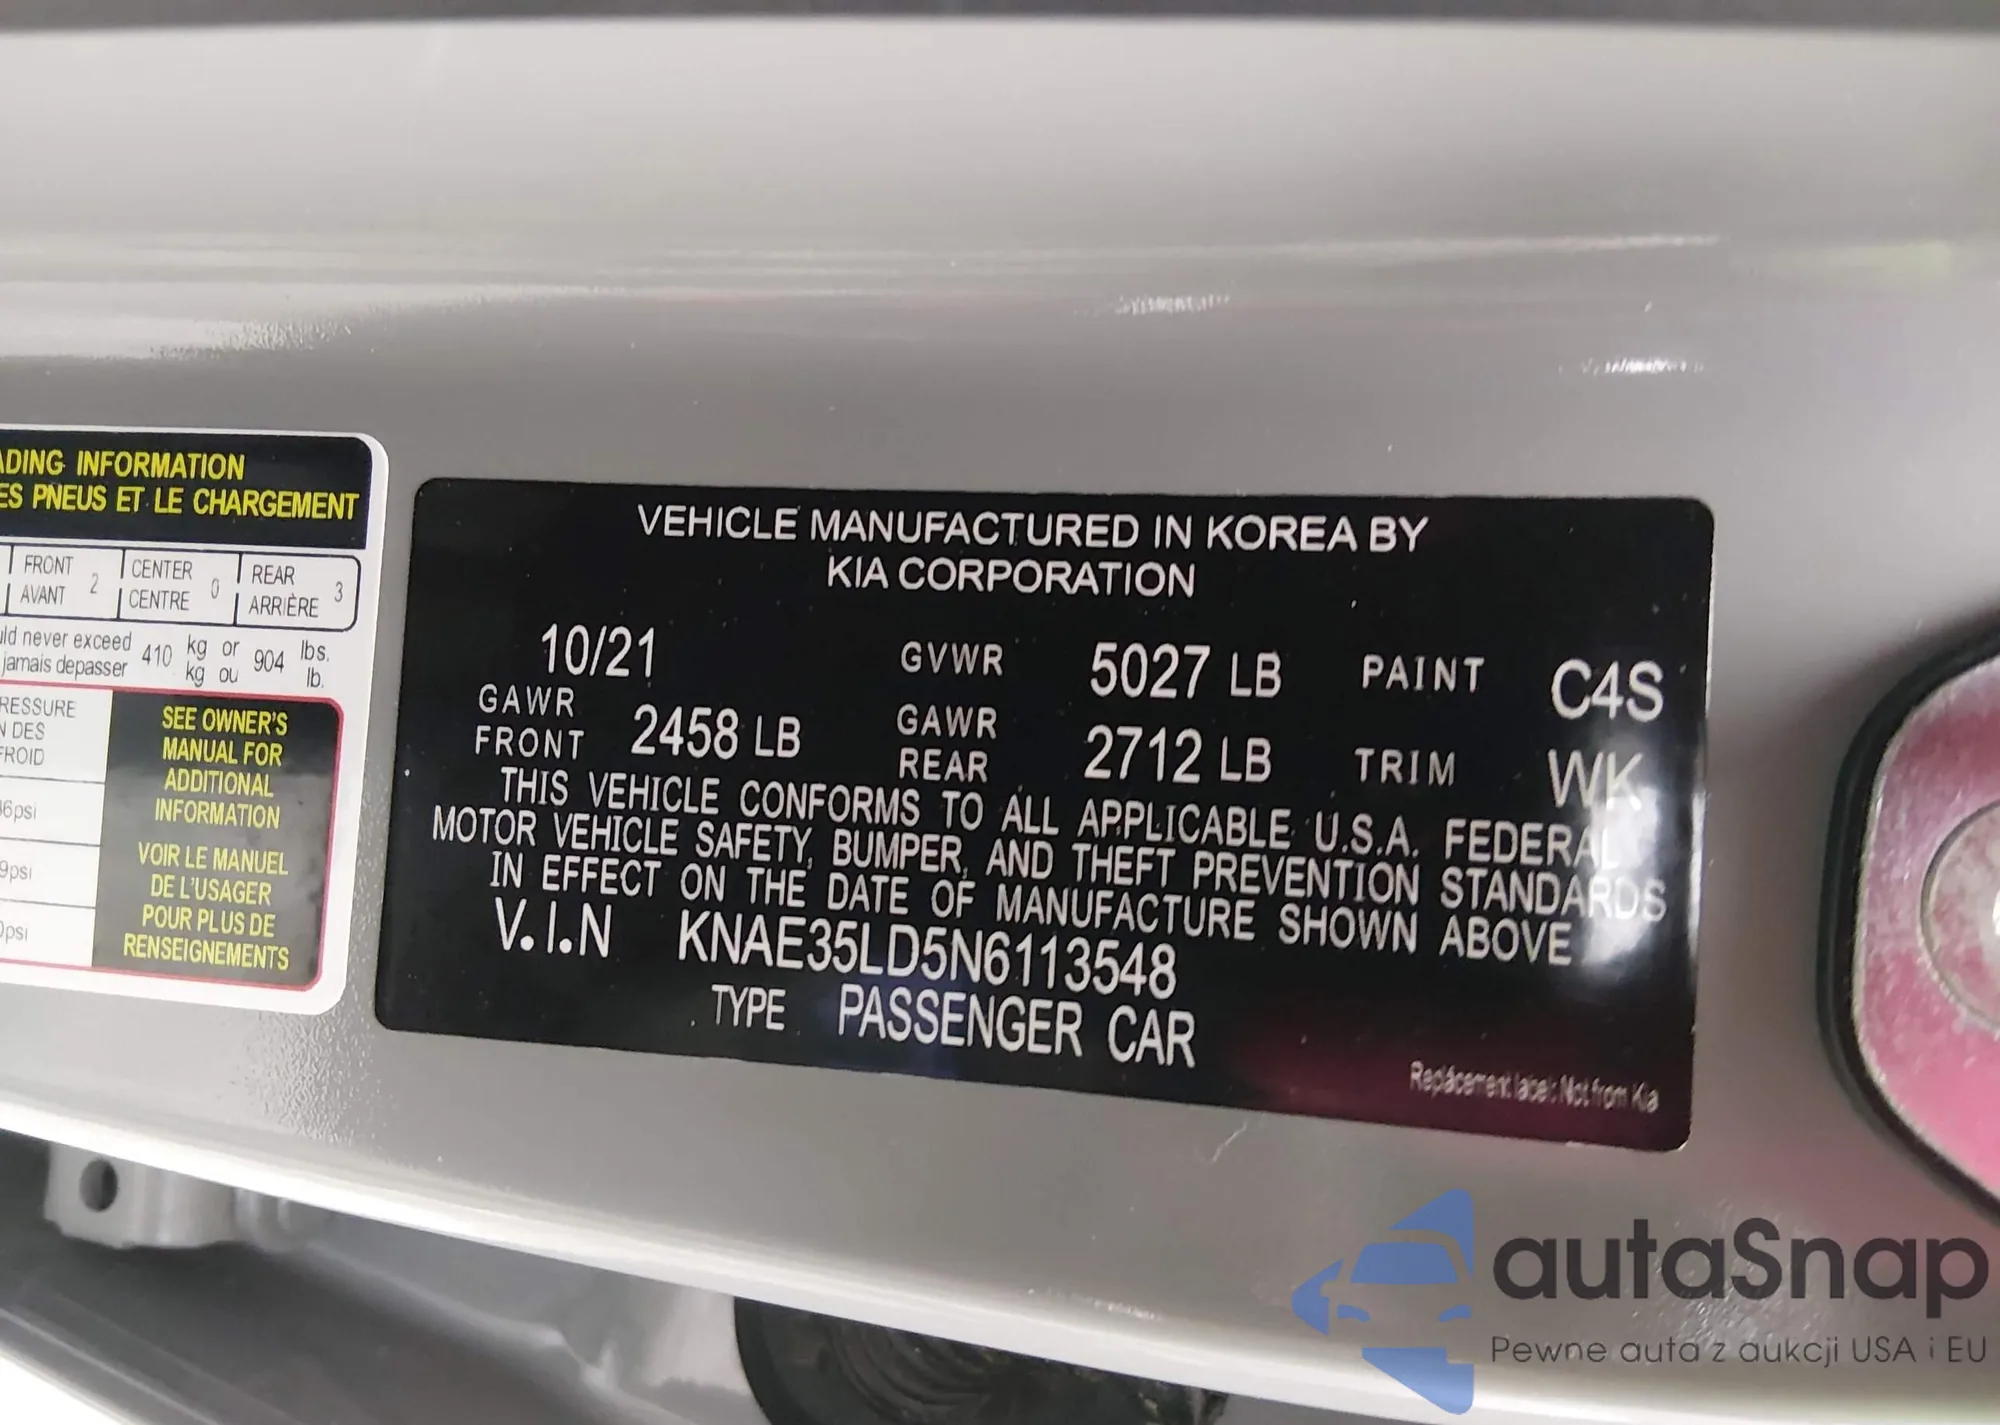 ADING INFORMATION
ES PNEUS ET LE CHARGEMENT
FRONT
AVANT 2
CENTER
CENTRE 0
REAR
ARRIÈRE 3
uld never exceed 410 kg or 904 lbs.
jamais depasser kg ou lb.
RESSURE
N DES
FROID
36psi
9psi
0psi
SEE OWNER'S
MANUAL FOR
ADDITIONAL
INFORMATION
VOIR LE MANUEL
DE L'USAGER
POUR PLUS DE
RENSEIGNEMENTS
VEHICLE MANUFACTURED IN KOREA BY
KIA CORPORATION
10/21 GVWR 5027 LB PAINT C4S
GAWR FRONT 2458 LB GAWR REAR 2712 LB TRIM WK
THIS VEHICLE CONFORMS TO ALL APPLICABLE U.S.A. FEDERAL
MOTOR VEHICLE SAFETY, BUMPER, AND THEFT PREVENTION STANDARDS
IN EFFECT ON THE DATE OF MANUFACTURE SHOWN ABOVE
V.I.N KNAE35LD5N6113548
TYPE PASSENGER CAR
Replacement label: Not from Kia
autaSnap
Pewne auta z aukcji USA i EU